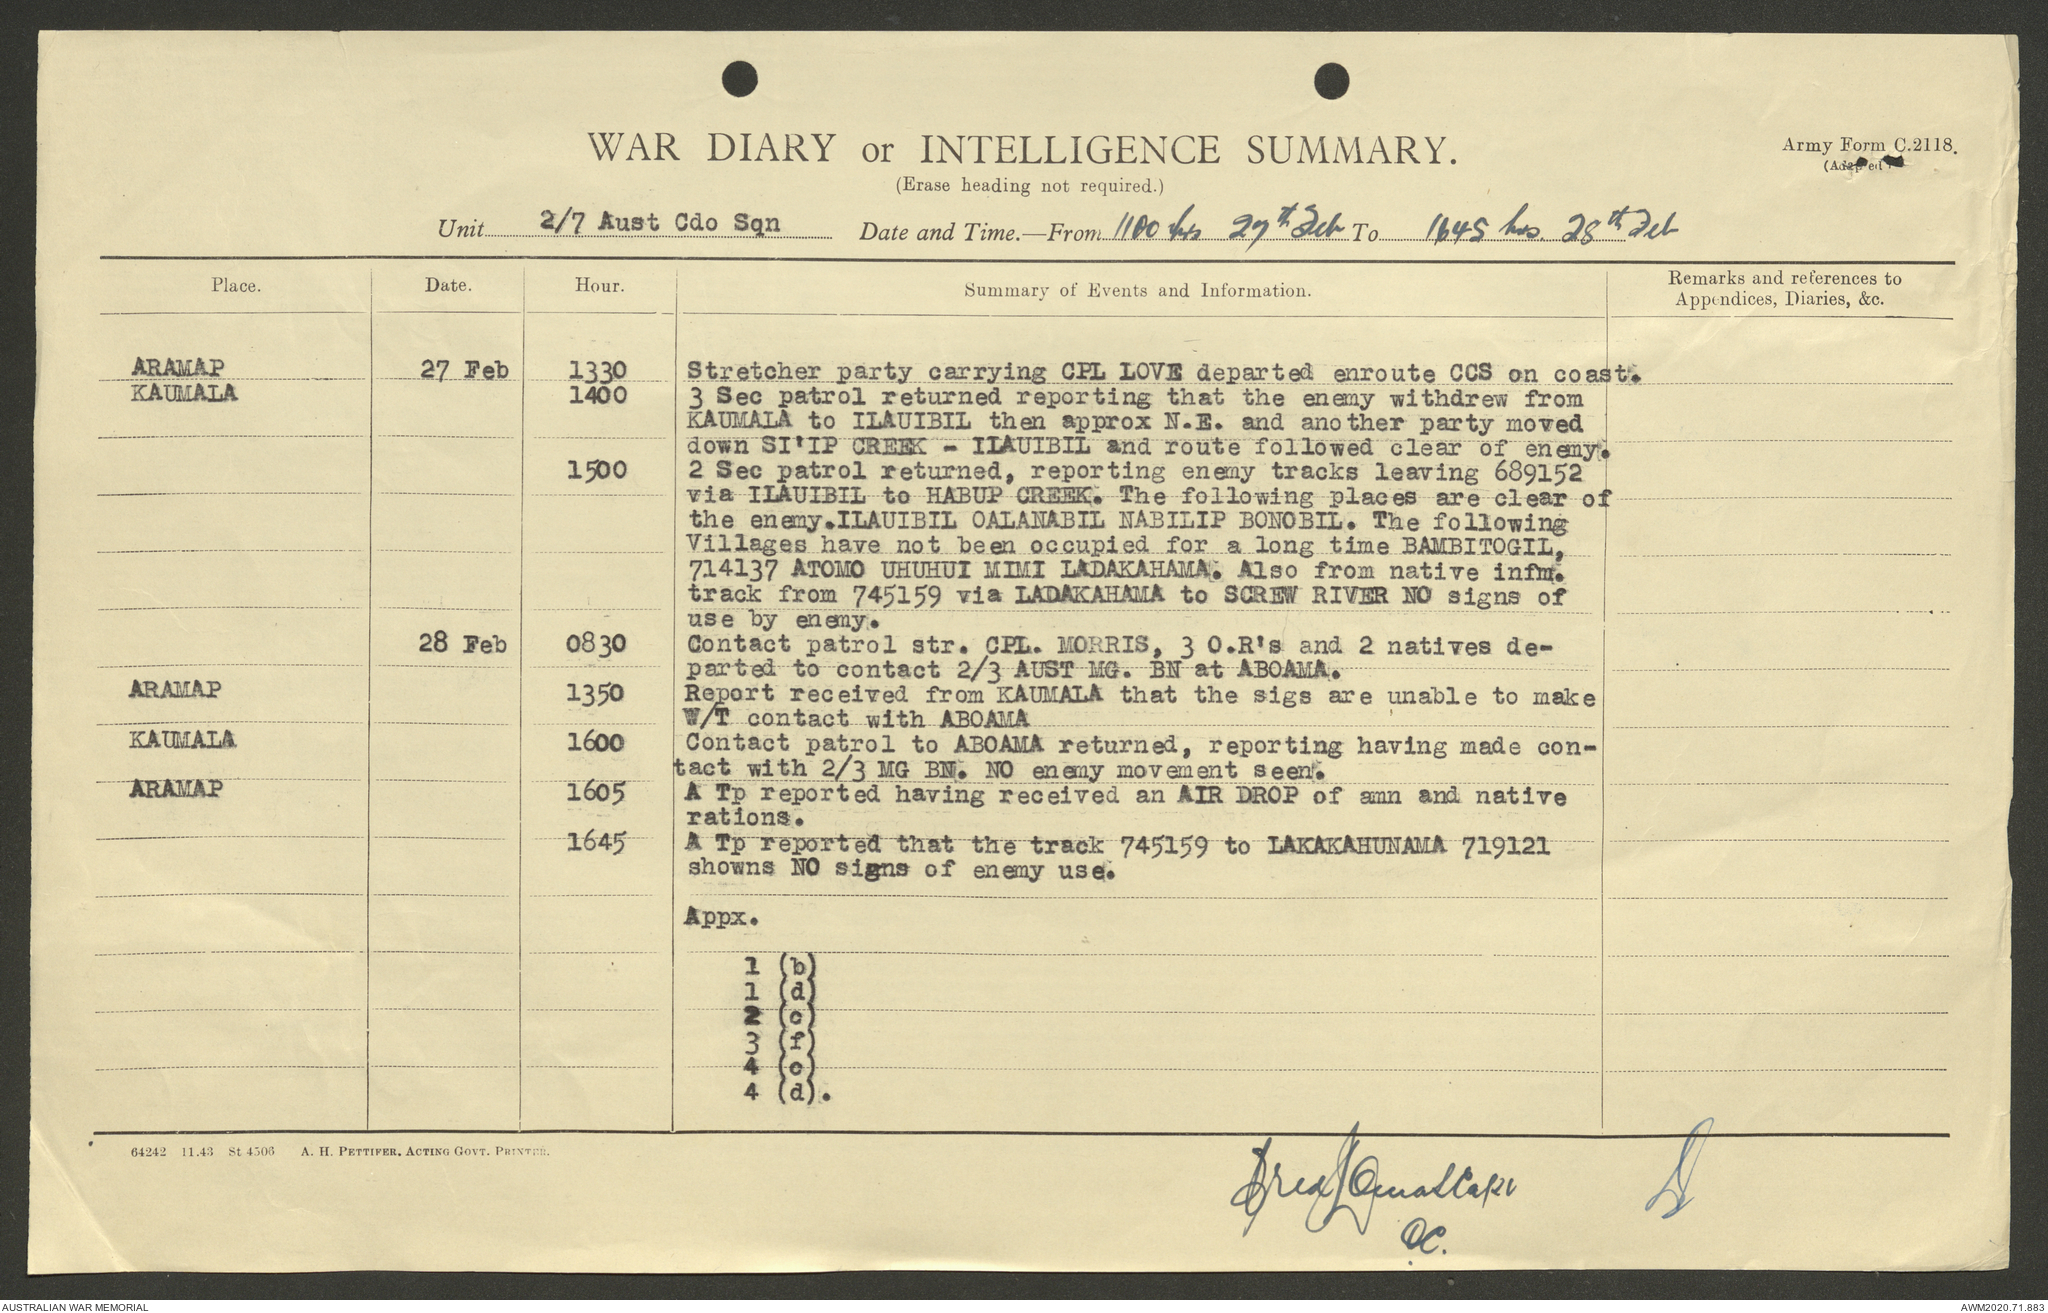 WAR DIARY or INTELLIGENCE SUMMARY.
Army Form C.2118.
(Erase heading not required.)
Unit 2/7 Aust Cdo Sqn Date and Time.—From 1100 hrs 27th Feb To 1645 hrs. 28th Feb
Place. Date. Hour. Summary of Events and Information. Remarks and references to
Appendices, Diaries, &c.
ARAMAP 27 Feb 1330 Stretcher party carrying CPL LOVE departed enroute CCS on coast.
KAUMALA 1400 3 Sec patrol returned reporting that the enemy withdrew from
KAUMALA to ILAUIBIL then approx N.E. and another party moved
down SI'IP CREEK - ILAUIBIL and route followed clear of enemy.
1500 2 Sec patrol returned, reporting enemy tracks leaving 689152
via ILAUIBIL to HABUP CREEK. The following places are clear of
the enemy.ILAUIBIL OALANABIL NABILIP BONOBIL. The following
Villages have not been occupied for a long time BAMBITOGIL,
714137 ATOMO UHUHUI MIMI LADAKAHAMA. Also from native infm.
track from 745159 via LADAKAHAMA to SCREW RIVER NO signs of
use by enemy.
28 Feb 0830 Contact patrol str. CPL. MORRIS, 3 O.R's and 2 natives de-
parted to contact 2/3 AUST MG. BN at ABOAMA.
ARAMAP 1350 Report received from KAUMALA that the sigs are unable to make
W/T contact with ABOAMA
KAUMALA 1600 Contact patrol to ABOAMA returned, reporting having made con-
tact with 2/3 MG BN. NO enemy movement seen.
ARAMAP 1605 A Tp reported having received an AIR DROP of amn and native
rations.
1645 A Tp reported that the track 745159 to LAKAKAHUNAMA 719121
showns NO signs of enemy use.
Appx.
1 (b)
1 (d)
2 (c)
3 (f)
4 (c)
4 (d).
64242 11.43 St 4506 A. H. PETTIFER, ACTING GOVT. PRINTER.
OC.
AUSTRALIAN WAR MEMORIAL AWM2020.71.883